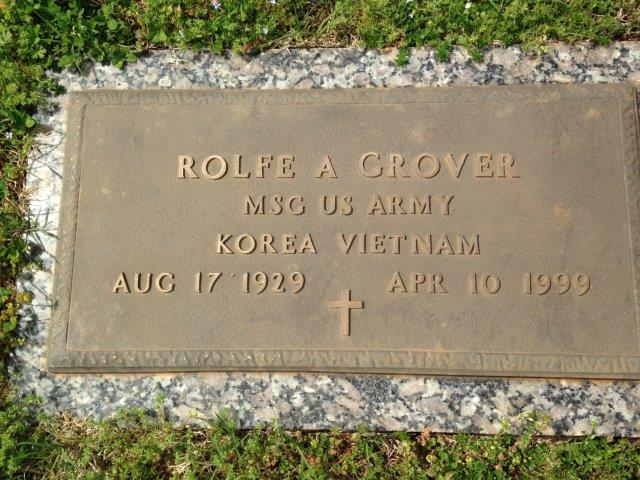 ROLFE A GROVER
MSG US ARMY
KOREA VIETNAM
AUG 17 1929 APR 10 1999